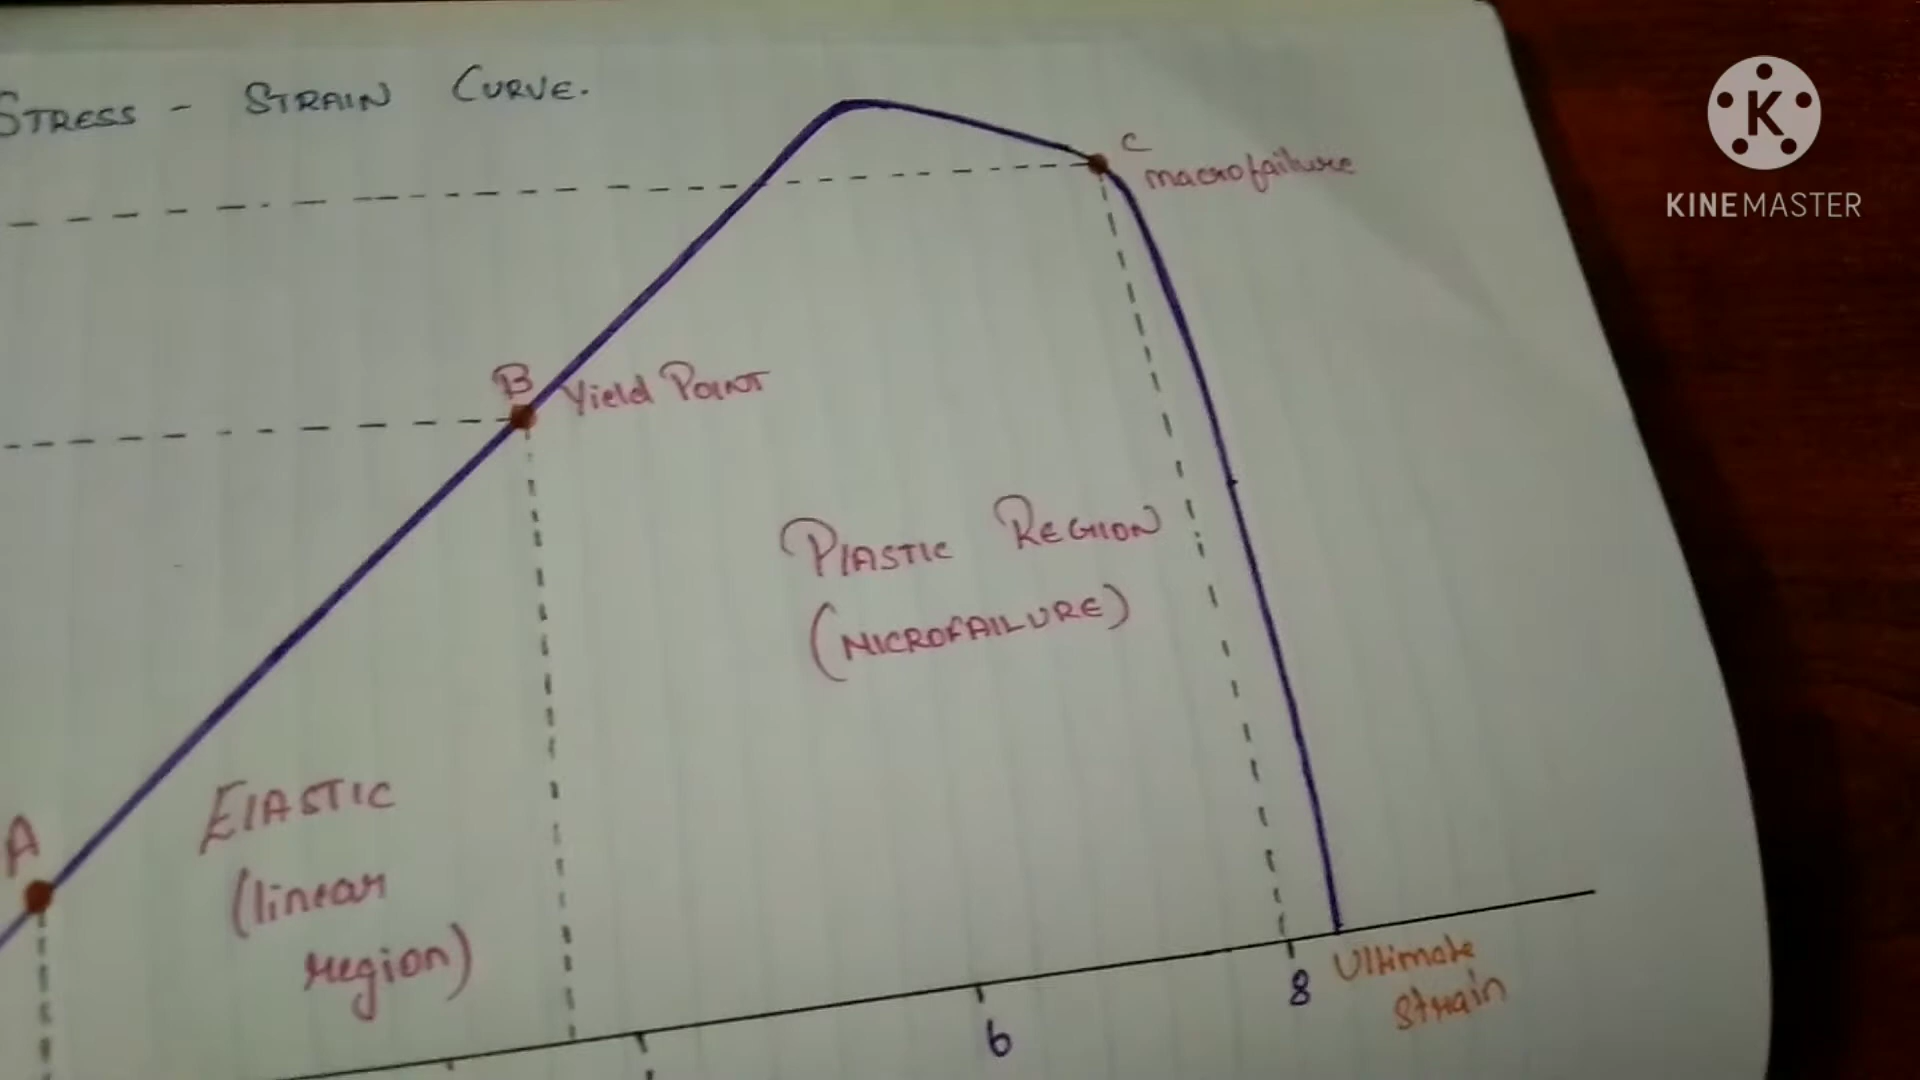 STRESS - STRAIN CURVE.
C
macrofailure
K
KINEMASTER
B
Yield Point
PLASTIC REGION
(MICROFAILURE)
A
ELASTIC
(linear
region)
6
8
Ultimate
Strain